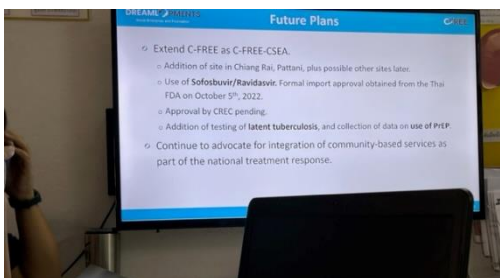 DREAMLOPMENTS
Future Plans
C-FREE
Extend C-FREE as C-FREE-CSEA.
Addition of site in Chiang Rai, Pattani, plus possible other sites later.
Use of Sofosbuvir/Ravidasvir. Formal import approval obtained from the Thai
FDA on October 5th, 2022.
Approval by CREC pending.
Addition of testing of latent tuberculosis, and collection of data on use of PrEP.
Continue to advocate for integration of community-based services as
part of the national treatment response.